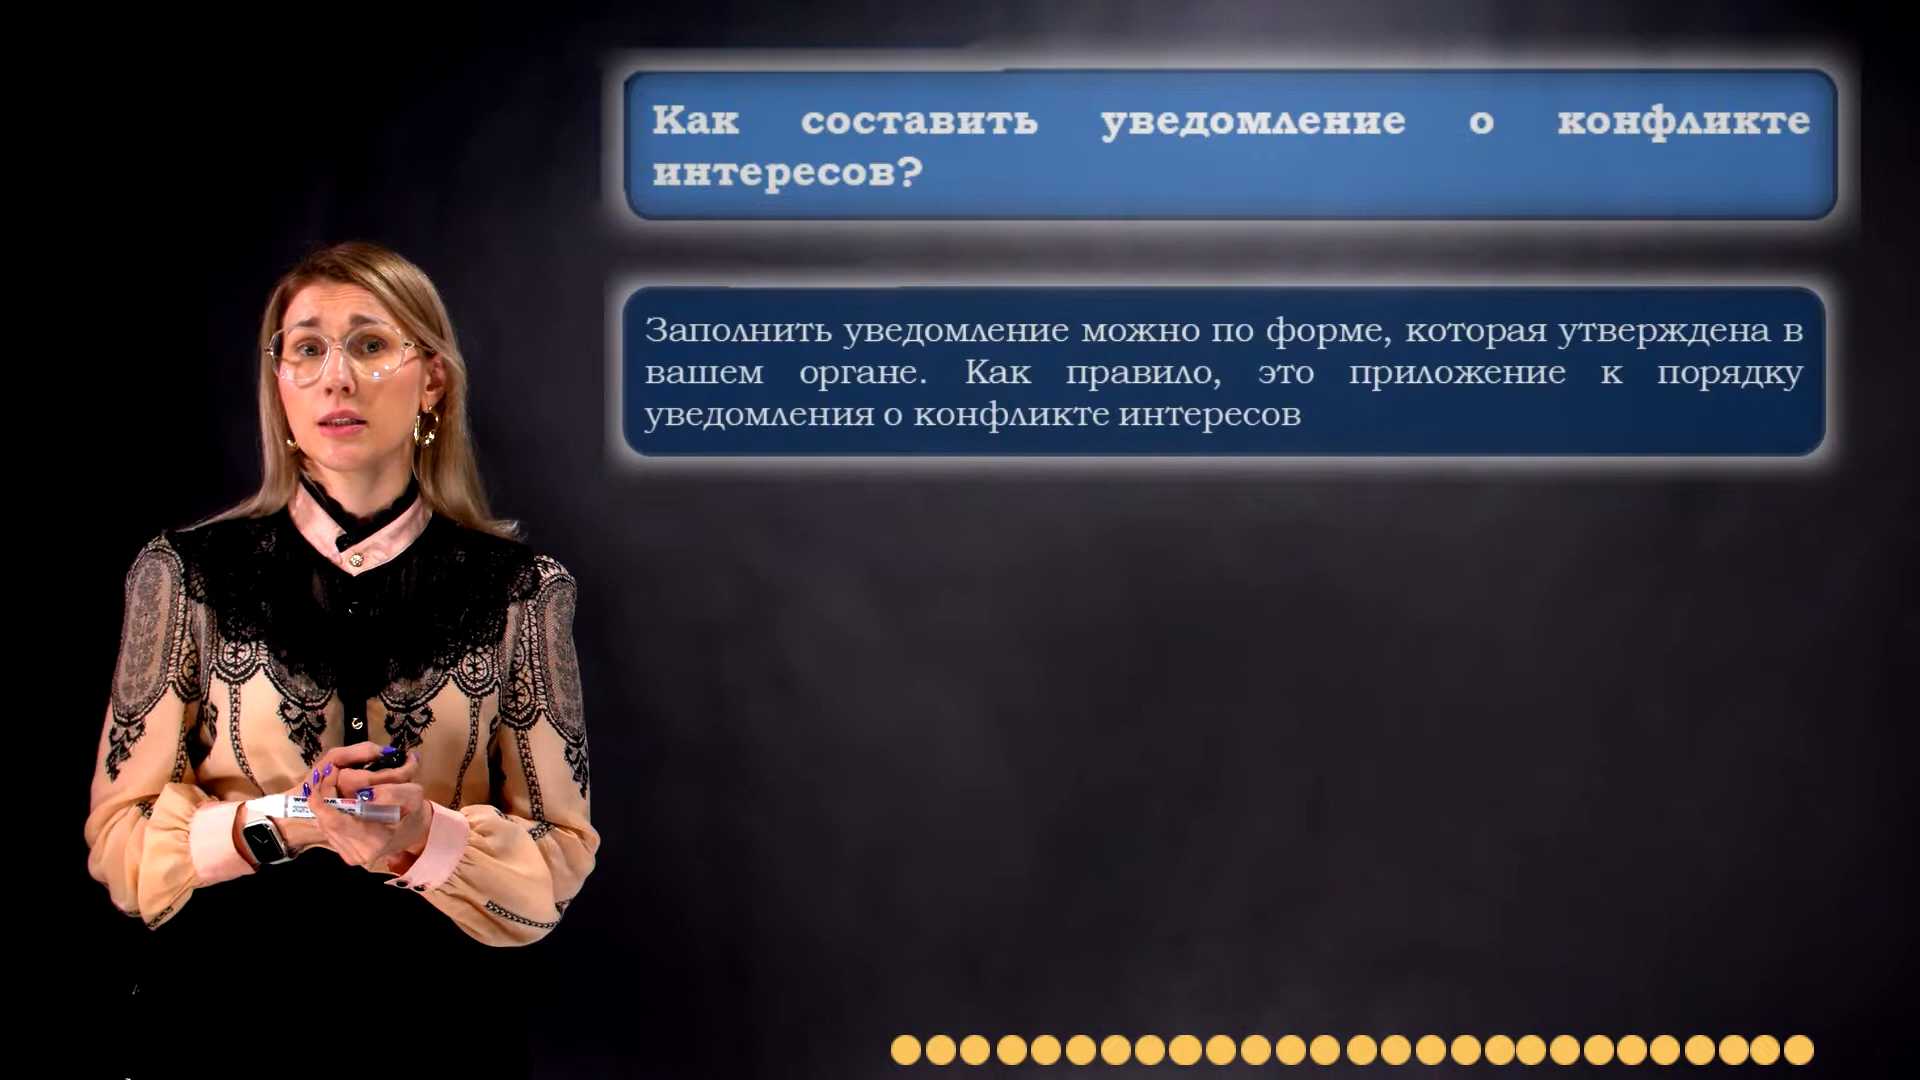 Как составить уведомление о конфликте
интересов?
Заполнить уведомление можно по форме, которая утверждена в
вашем органе. Как правило, это приложение к порядку
уведомления о конфликте интересов